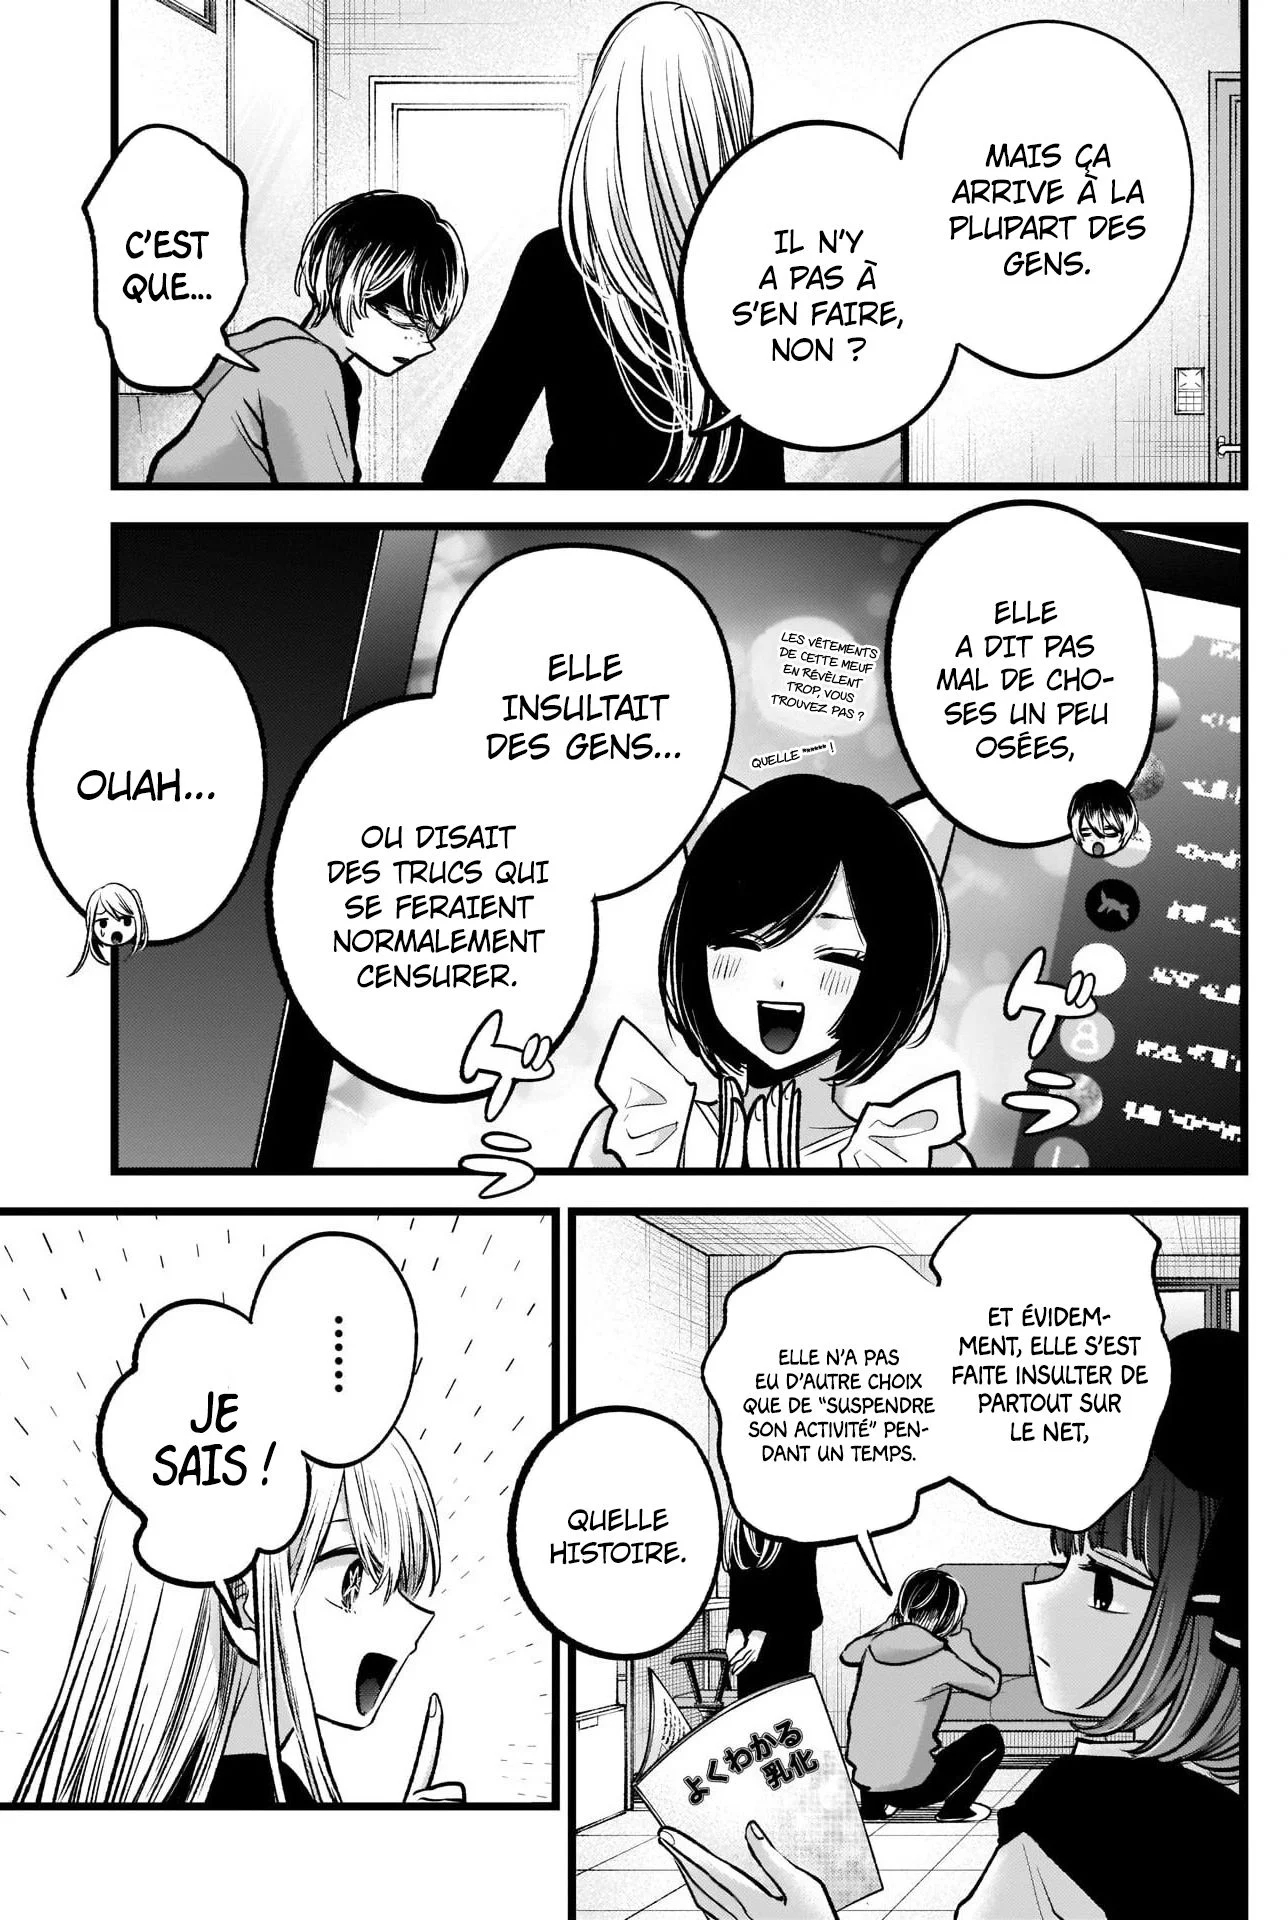 MAIS ÇA
ARRIVE À LA
PLUPART DES
GENS.
IL N'Y
A PAS À
S'EN FAIRE,
NON ?
C'EST
QUE...
ELLE
A DIT PAS
MAL DE CHO-
SES UN PEU
OSÉES,
LES VÊTEMENTS
DE CETTE MEUF
EN RÉVÈLENT
TROP, VOUS
TROUVEZ PAS ?
QUELLE ****** !
ELLE
INSULTAIT
DES GENS...
OU DISAIT
DES TRUCS QUI
SE FERAIENT
NORMALEMENT
CENSURER.
OUAH...
ゲラ
ゲラ
ET ÉVIDEM-
MENT, ELLE S'EST
FAITE INSULTER DE
PARTOUT SUR
LE NET,
ELLE N'A PAS
EU D'AUTRE CHOIX
QUE DE "SUSPENDRE
SON ACTIVITÉ" PEN-
DANT UN TEMPS.
QUELLE
HISTOIRE.
よくわかる
乳化
......
JE
SAIS !